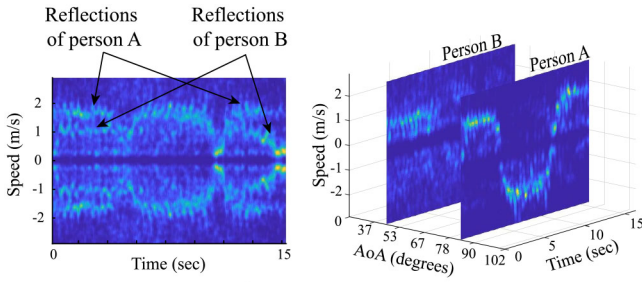 Reflections
of person A
Reflections
of person B
Speed (m/s)
2
1
0
-1
-2
0
15
Time (sec)
Person B
Person A
Speed (m/s)
2
1
0
-1
-2
0
37
53
67
78
90
102
AoA (degrees)
0
5
10
15
Time (sec)